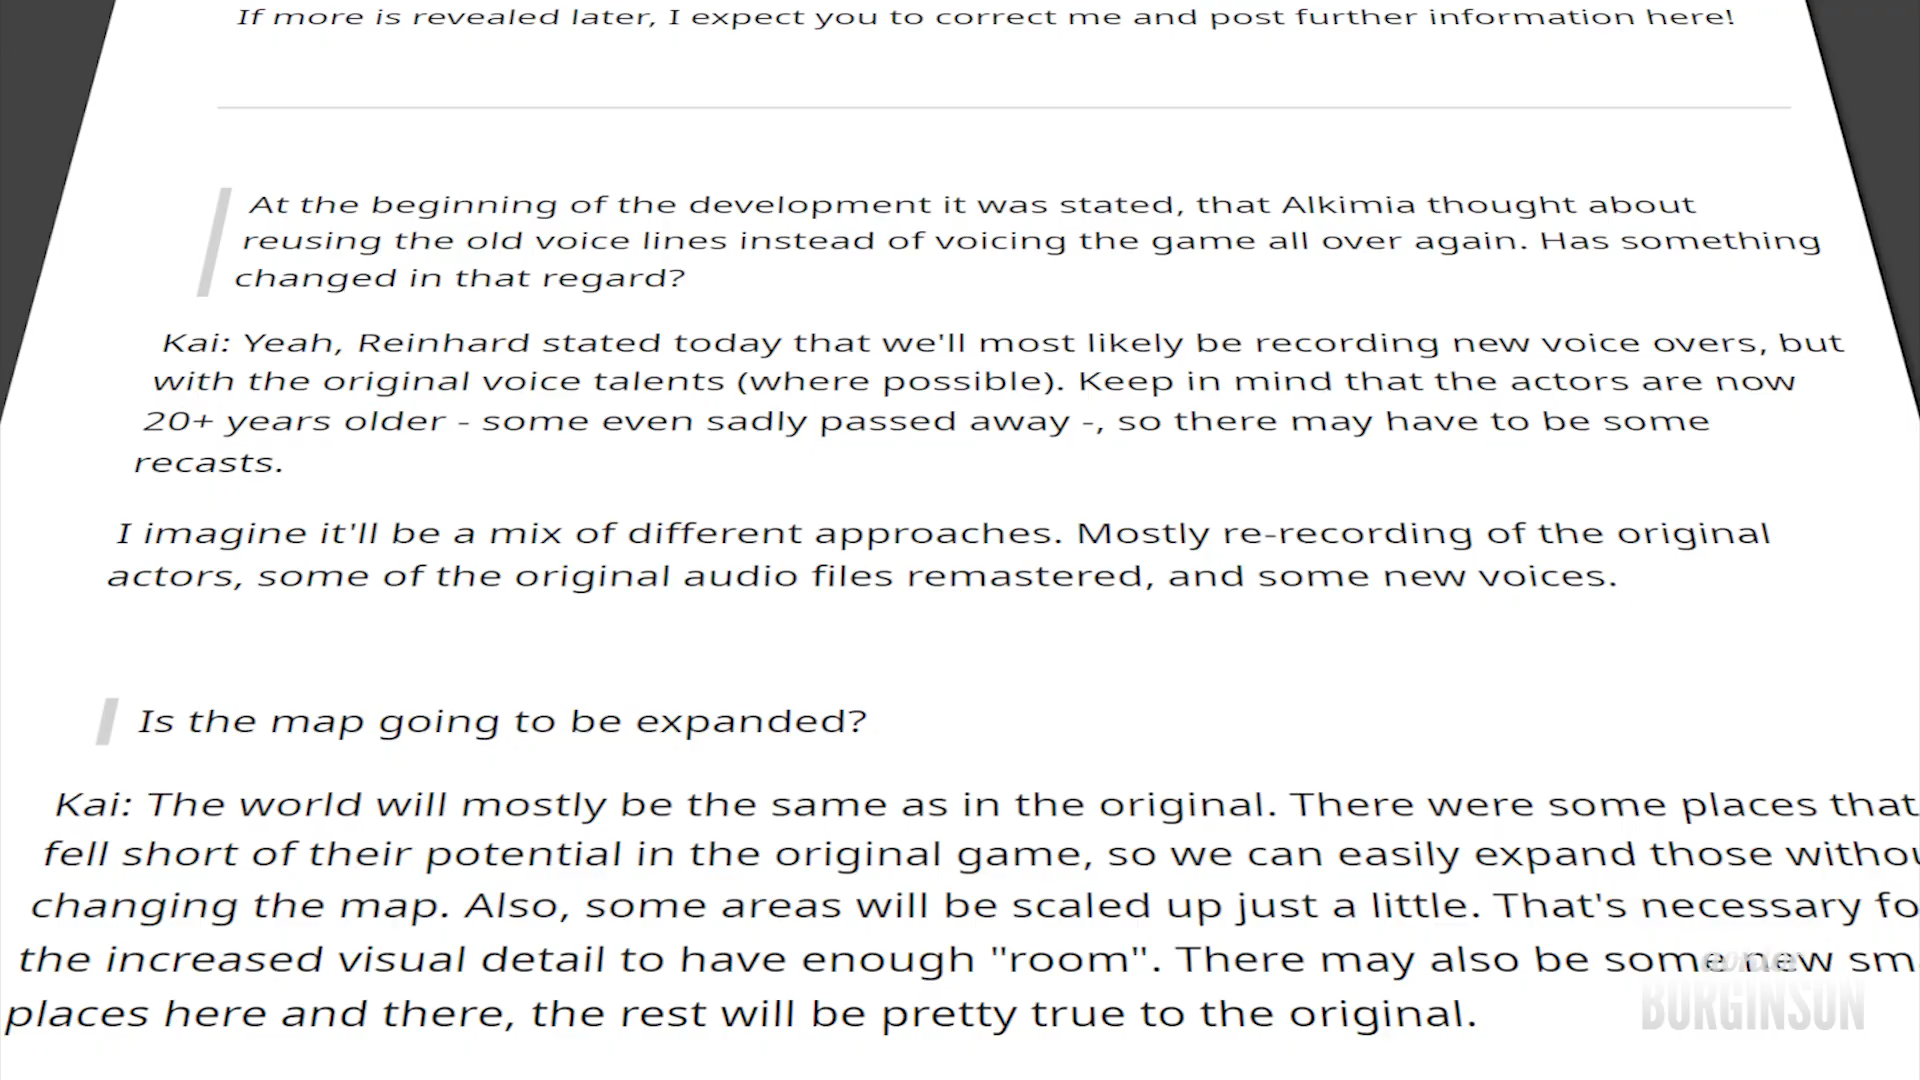 If more is revealed later, I expect you to correct me and post further information here!
At the beginning of the development it was stated, that Alkimia thought about
reusing the old voice lines instead of voicing the game all over again. Has something
changed in that regard?
Kai: Yeah, Reinhard stated today that we'll most likely be recording new voice overs, but
with the original voice talents (where possible). Keep in mind that the actors are now
20+ years older - some even sadly passed away -, so there may have to be some
recasts.
I imagine it'll be a mix of different approaches. Mostly re-recording of the original
actors, some of the original audio files remastered, and some new voices.
Is the map going to be expanded?
Kai: The world will mostly be the same as in the original. There were some places that
fell short of their potential in the original game, so we can easily expand those withou
changing the map. Also, some areas will be scaled up just a little. That's necessary fo
the increased visual detail to have enough "room". There may also be some new sm
places here and there, the rest will be pretty true to the original.
BURGINSON